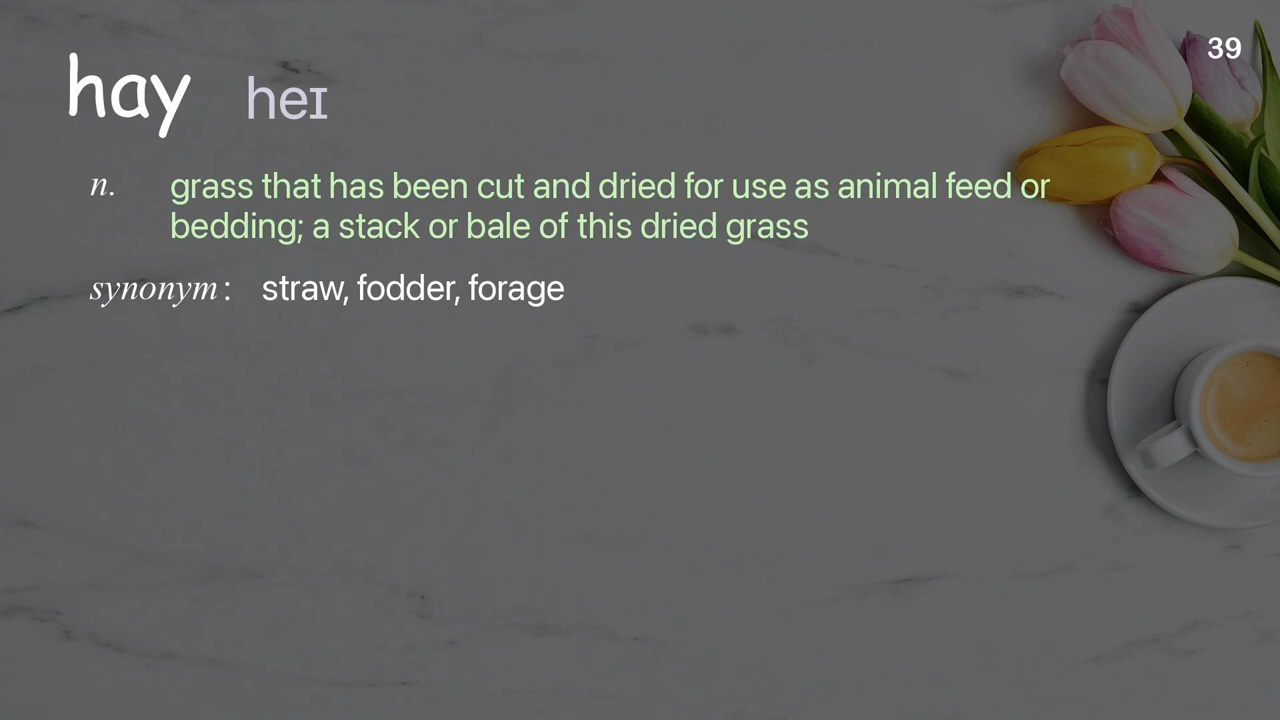 39
hay heɪ
n. grass that has been cut and dried for use as animal feed or
bedding; a stack or bale of this dried grass
synonym : straw, fodder, forage